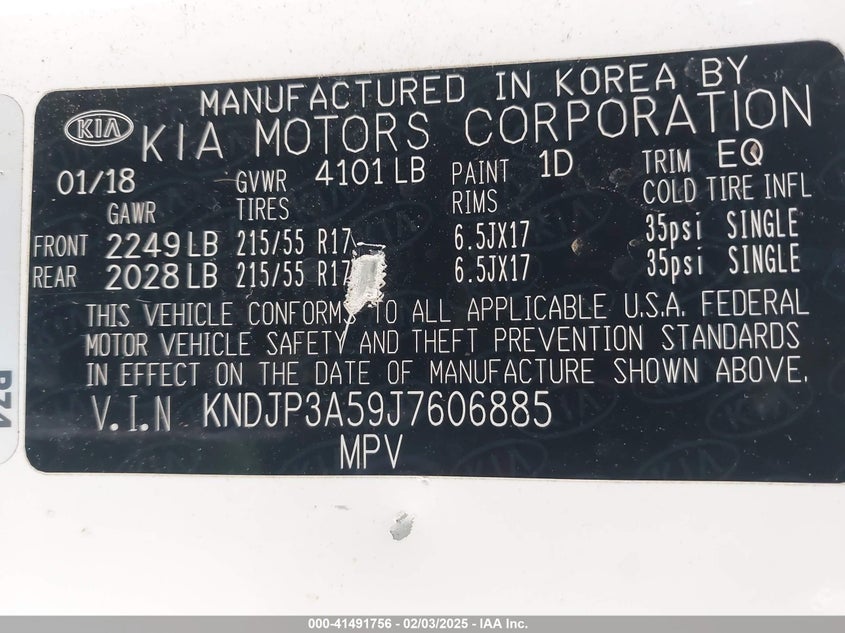 MANUFACTURED IN KOREA BY
KIA KIA MOTORS CORPORATION
01/18 GVWR 4101 LB PAINT 1D TRIM EQ
GAWR TIRES RIMS COLD TIRE INFL
FRONT 2249 LB 215/55 R17 6.5JX17 35psi SINGLE
REAR 2028 LB 215/55 R17 6.5JX17 35psi SINGLE
THIS VEHICLE CONFORMS TO ALL APPLICABLE U.S.A. FEDERAL
MOTOR VEHICLE SAFETY AND THEFT PREVENTION STANDARDS
IN EFFECT ON THE DATE OF MANUFACTURE SHOWN ABOVE.
V.I.N KNDJP3A59J7606885
MPV
000-41491756 - 02/03/2025 - IAA Inc.